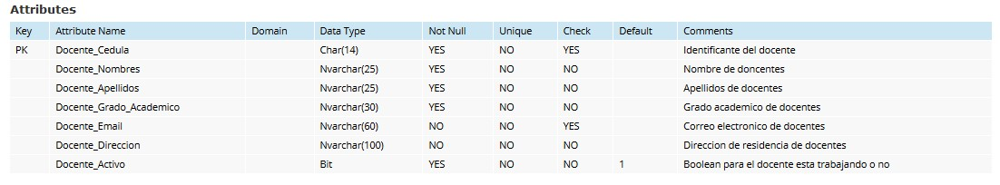 Attributes
Key Attribute Name Domain Data Type Not Null Unique Check Default Comments
PK Docente_Cedula Char(14) YES NO YES Identificante del docente
Docente_Nombres Nvarchar(25) YES NO NO Nombre de doncentes
Docente_Apellidos Nvarchar(25) YES NO NO Apellidos de docentes
Docente_Grado_Academico Nvarchar(30) YES NO NO Grado academico de docentes
Docente_Email Nvarchar(60) NO NO YES Correo electronico de docentes
Docente_Direccion Nvarchar(100) NO NO NO Direccion de residencia de docentes
Docente_Activo Bit YES NO NO 1 Boolean para el docente esta trabajando o no